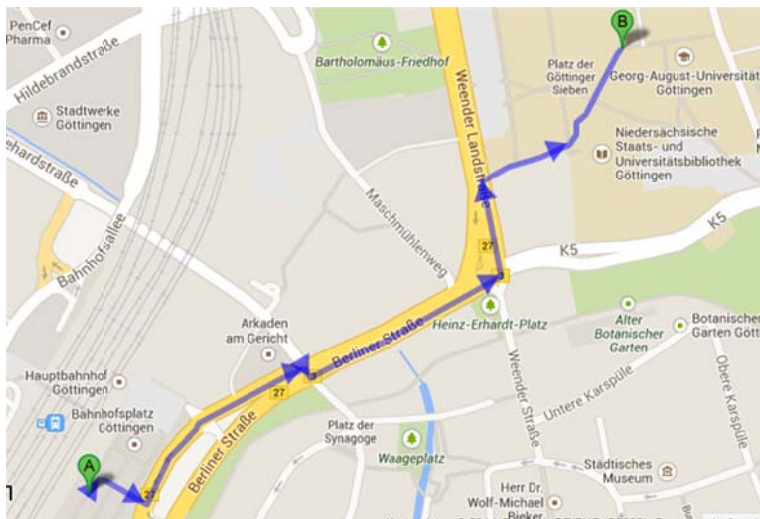 PenCef
Pharma
Hildebrandstraße
Stadtwerke
Göttingen
ehardstraße
Bahnhofsallee
Bartholomäus-Friedhof
Weender Landstraße
B
Platz der
Göttinger
Sieben
Georg-August-Universität
Göttingen
Niedersächsische
Staats- und
Universitätsbibliothek
Göttingen
Maschmühlenweg
27
3
K5
K5
Heinz-Erhardt-Platz
Alter
Botanischer
Garten
Botanischer
Garten Gött
Arkaden
am Gericht
Berliner Straße
3
27
Hauptbahnhof
Göttingen
Bahnhofsplatz
Göttingen
Berliner Straße
Platz der
Synagoge
Waageplatz
Weender Straße
Untere Karspüle
Obere Karspüle
Städtisches
Museum
Herr Dr.
Wolf-Michael
A
27